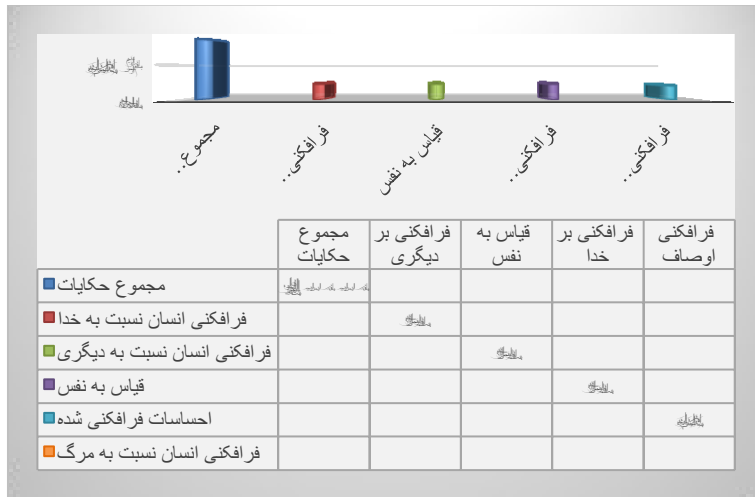 مجموع..
فرافکنی..
قیاس به نفس
فرافکنی..
فرافکنی..
مجموع حکایات
فرافکنی بر دیگری
قیاس به نفس
فرافکنی بر خدا
فرافکنی اوصاف
مجموع حکایات
فرافکنی انسان نسبت به خدا
فرافکنی انسان نسبت به دیگری
قیاس به نفس
احساسات فرافکنی شده
فرافکنی انسان نسبت به مرگ